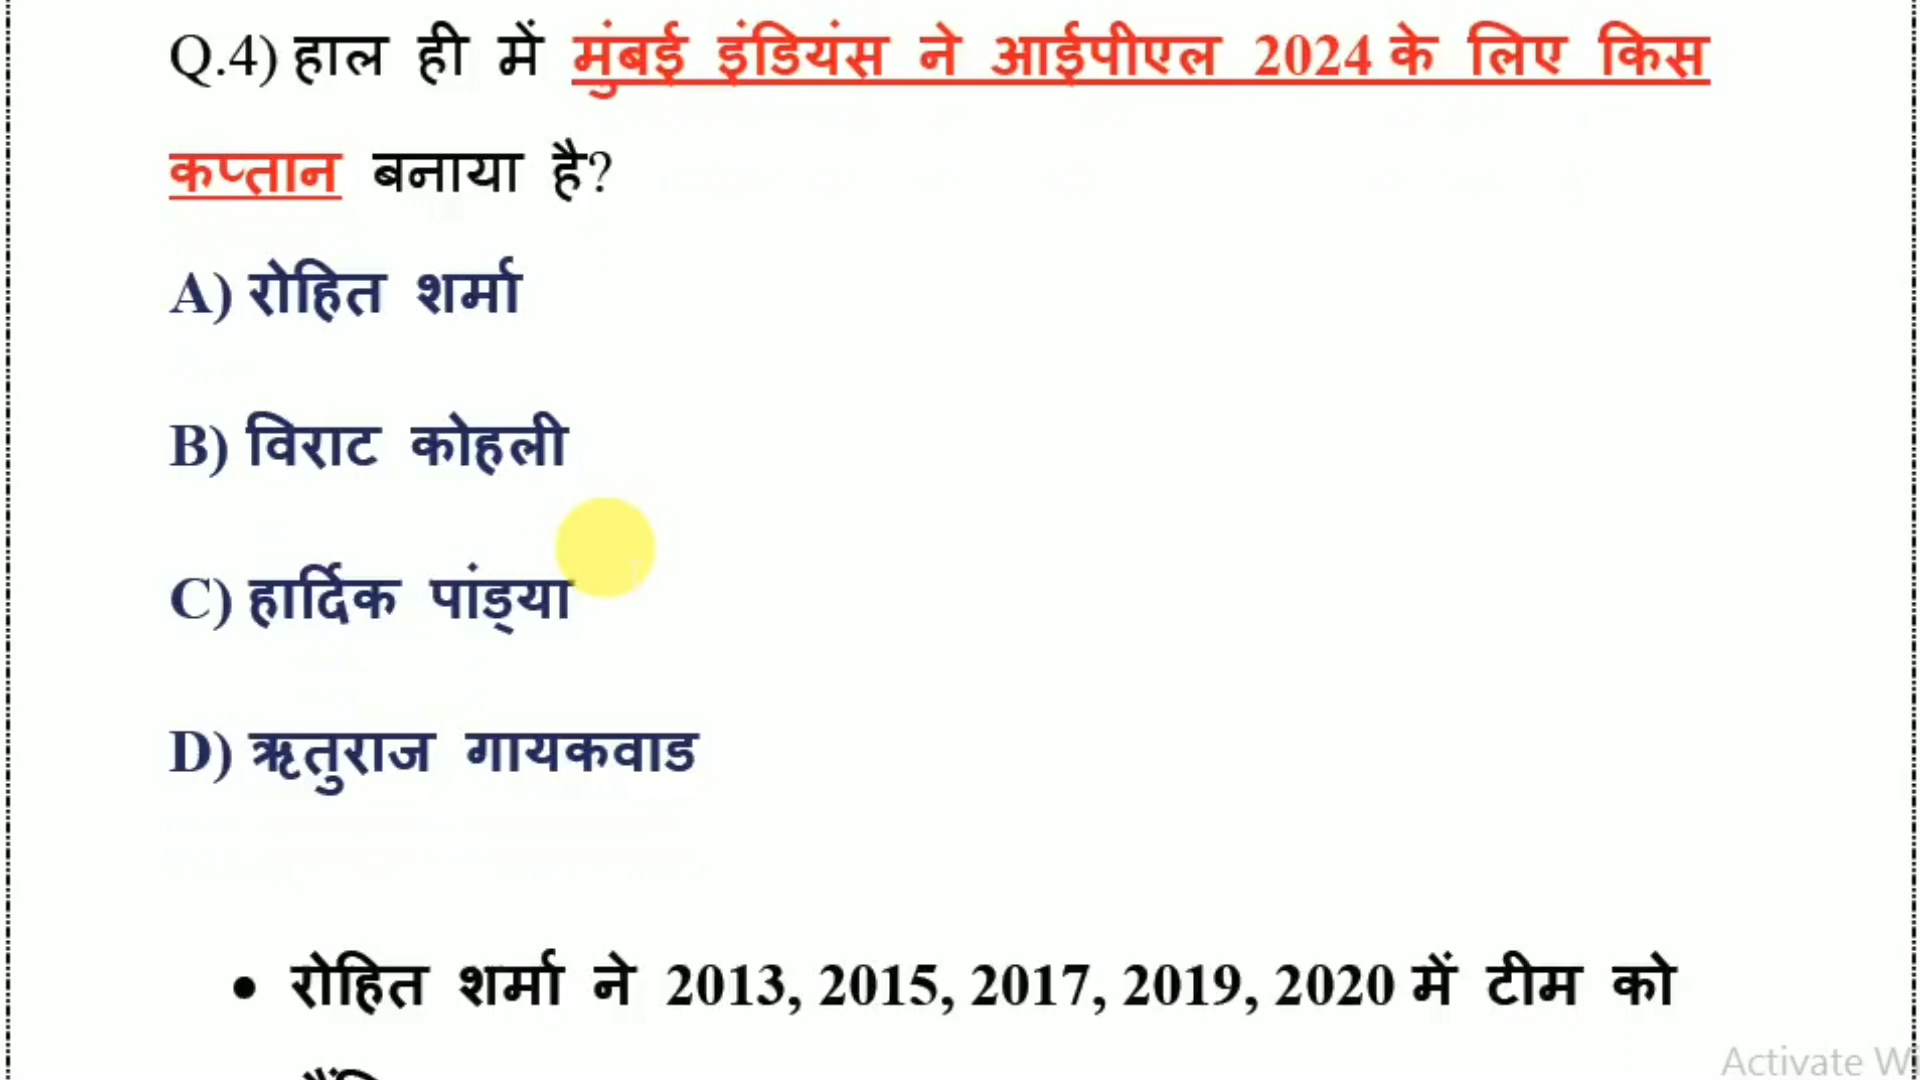 Q.4) हाल ही में मुंबई इंडियंस ने आईपीएल 2024 के लिए किस
कप्तान बनाया है?
A) रोहित शर्मा
B) विराट कोहली
C) हार्दिक पांड्या
D) ऋतुराज गायकवाड
• रोहित शर्मा ने 2013, 2015, 2017, 2019, 2020 में टीम को
Activate